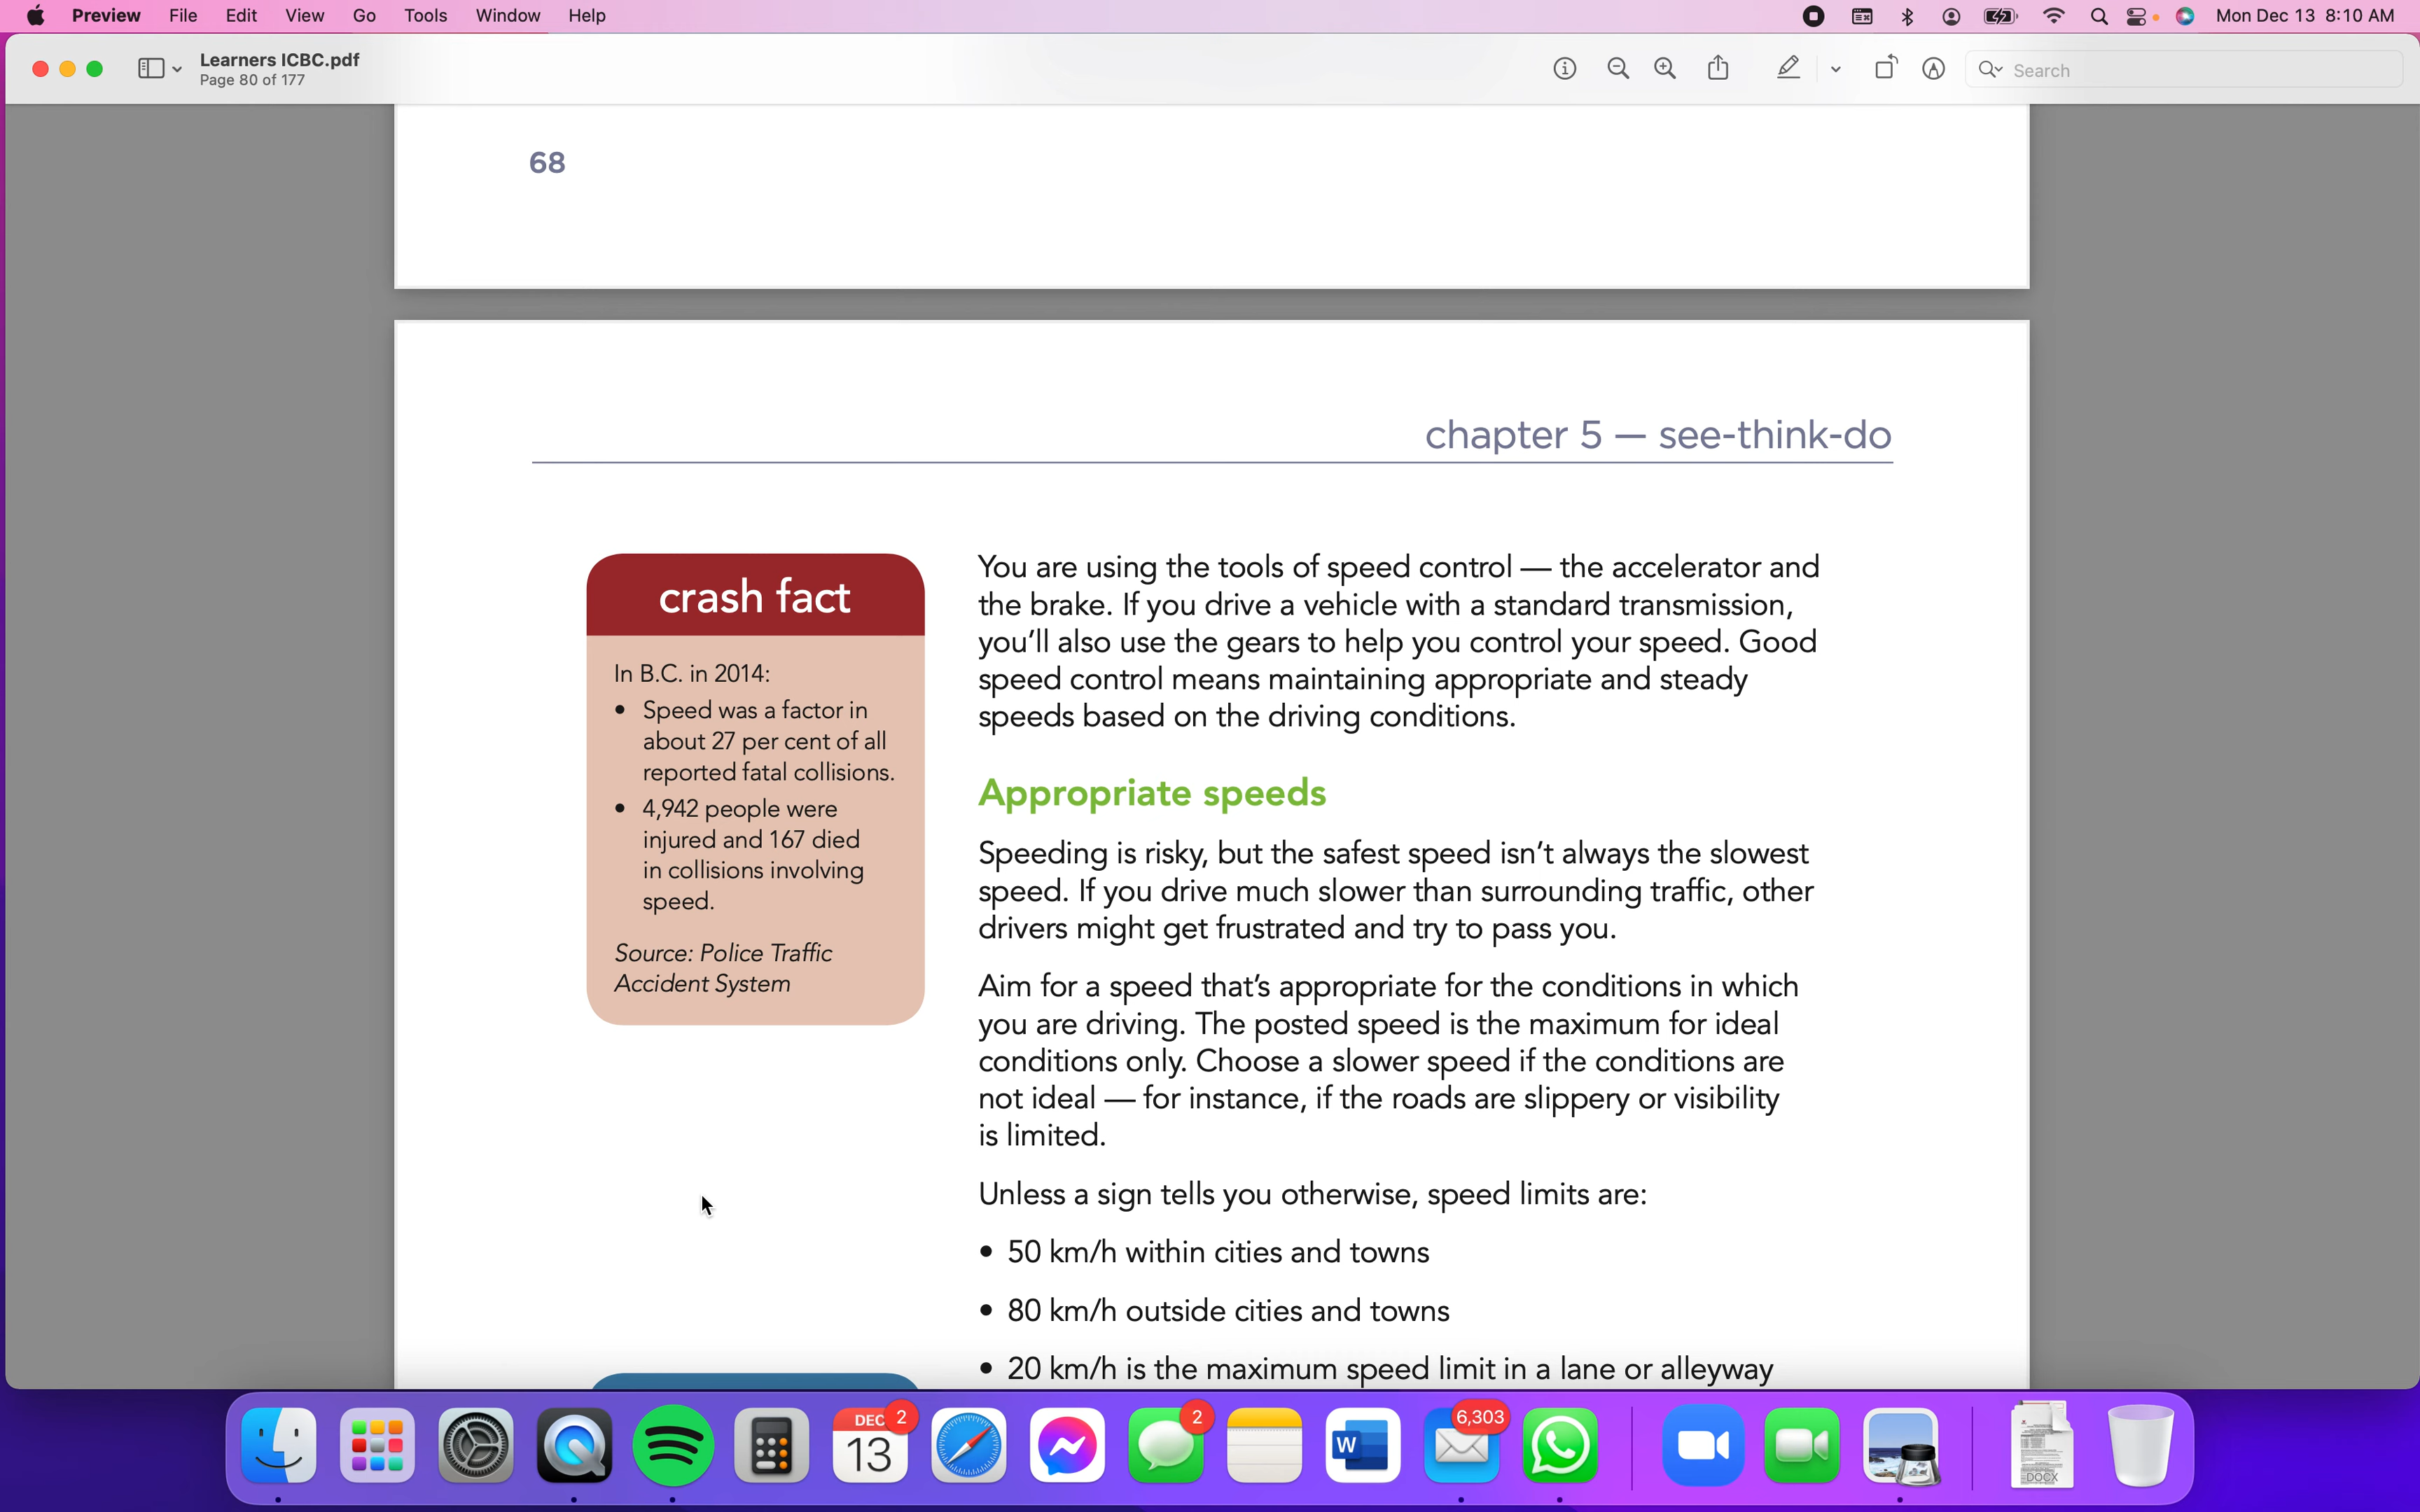 Preview File Edit View Go Tools Window Help
Mon Dec 13 8:10 AM
Learners ICBC.pdf
Page 80 of 177
Search
68
chapter 5 — see-think-do
crash fact
In B.C. in 2014:
• Speed was a factor in
about 27 per cent of all
reported fatal collisions.
• 4,942 people were
injured and 167 died
in collisions involving
speed.
Source: Police Traffic
Accident System
You are using the tools of speed control — the accelerator and
the brake. If you drive a vehicle with a standard transmission,
you'll also use the gears to help you control your speed. Good
speed control means maintaining appropriate and steady
speeds based on the driving conditions.
Appropriate speeds
Speeding is risky, but the safest speed isn't always the slowest
speed. If you drive much slower than surrounding traffic, other
drivers might get frustrated and try to pass you.
Aim for a speed that's appropriate for the conditions in which
you are driving. The posted speed is the maximum for ideal
conditions only. Choose a slower speed if the conditions are
not ideal — for instance, if the roads are slippery or visibility
is limited.
Unless a sign tells you otherwise, speed limits are:
• 50 km/h within cities and towns
• 80 km/h outside cities and towns
• 20 km/h is the maximum speed limit in a lane or alleyway
DEC 2
13
2
W
6,303
DOCX